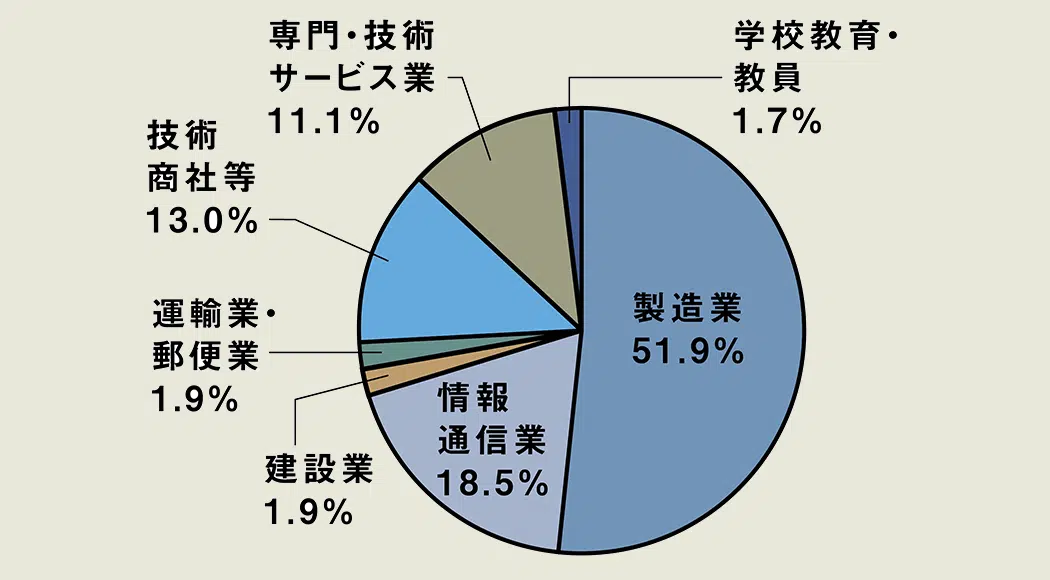 専門・技術
サービス業
11.1%
学校教育・
教員
1.7%
技術
商社等
13.0%
運輸業・
郵便業
1.9%
建設業
1.9%
情報
通信業
18.5%
製造業
51.9%